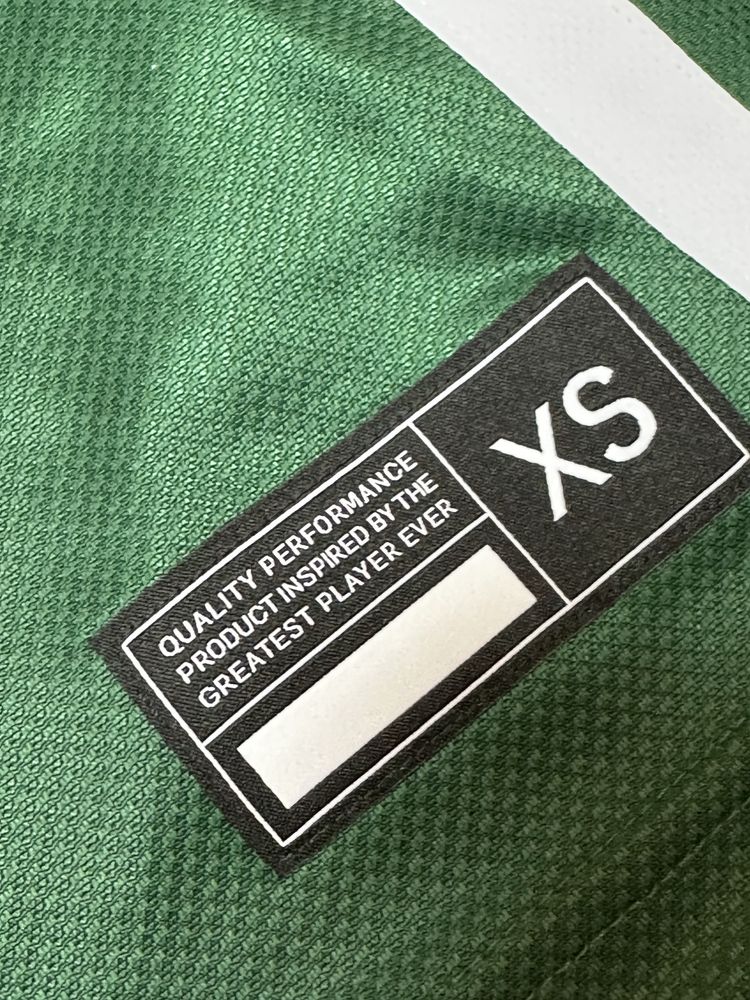 QUALITY PERFORMANCE
PRODUCT INSPIRED BY THE
GREATEST PLAYER EVER
XS